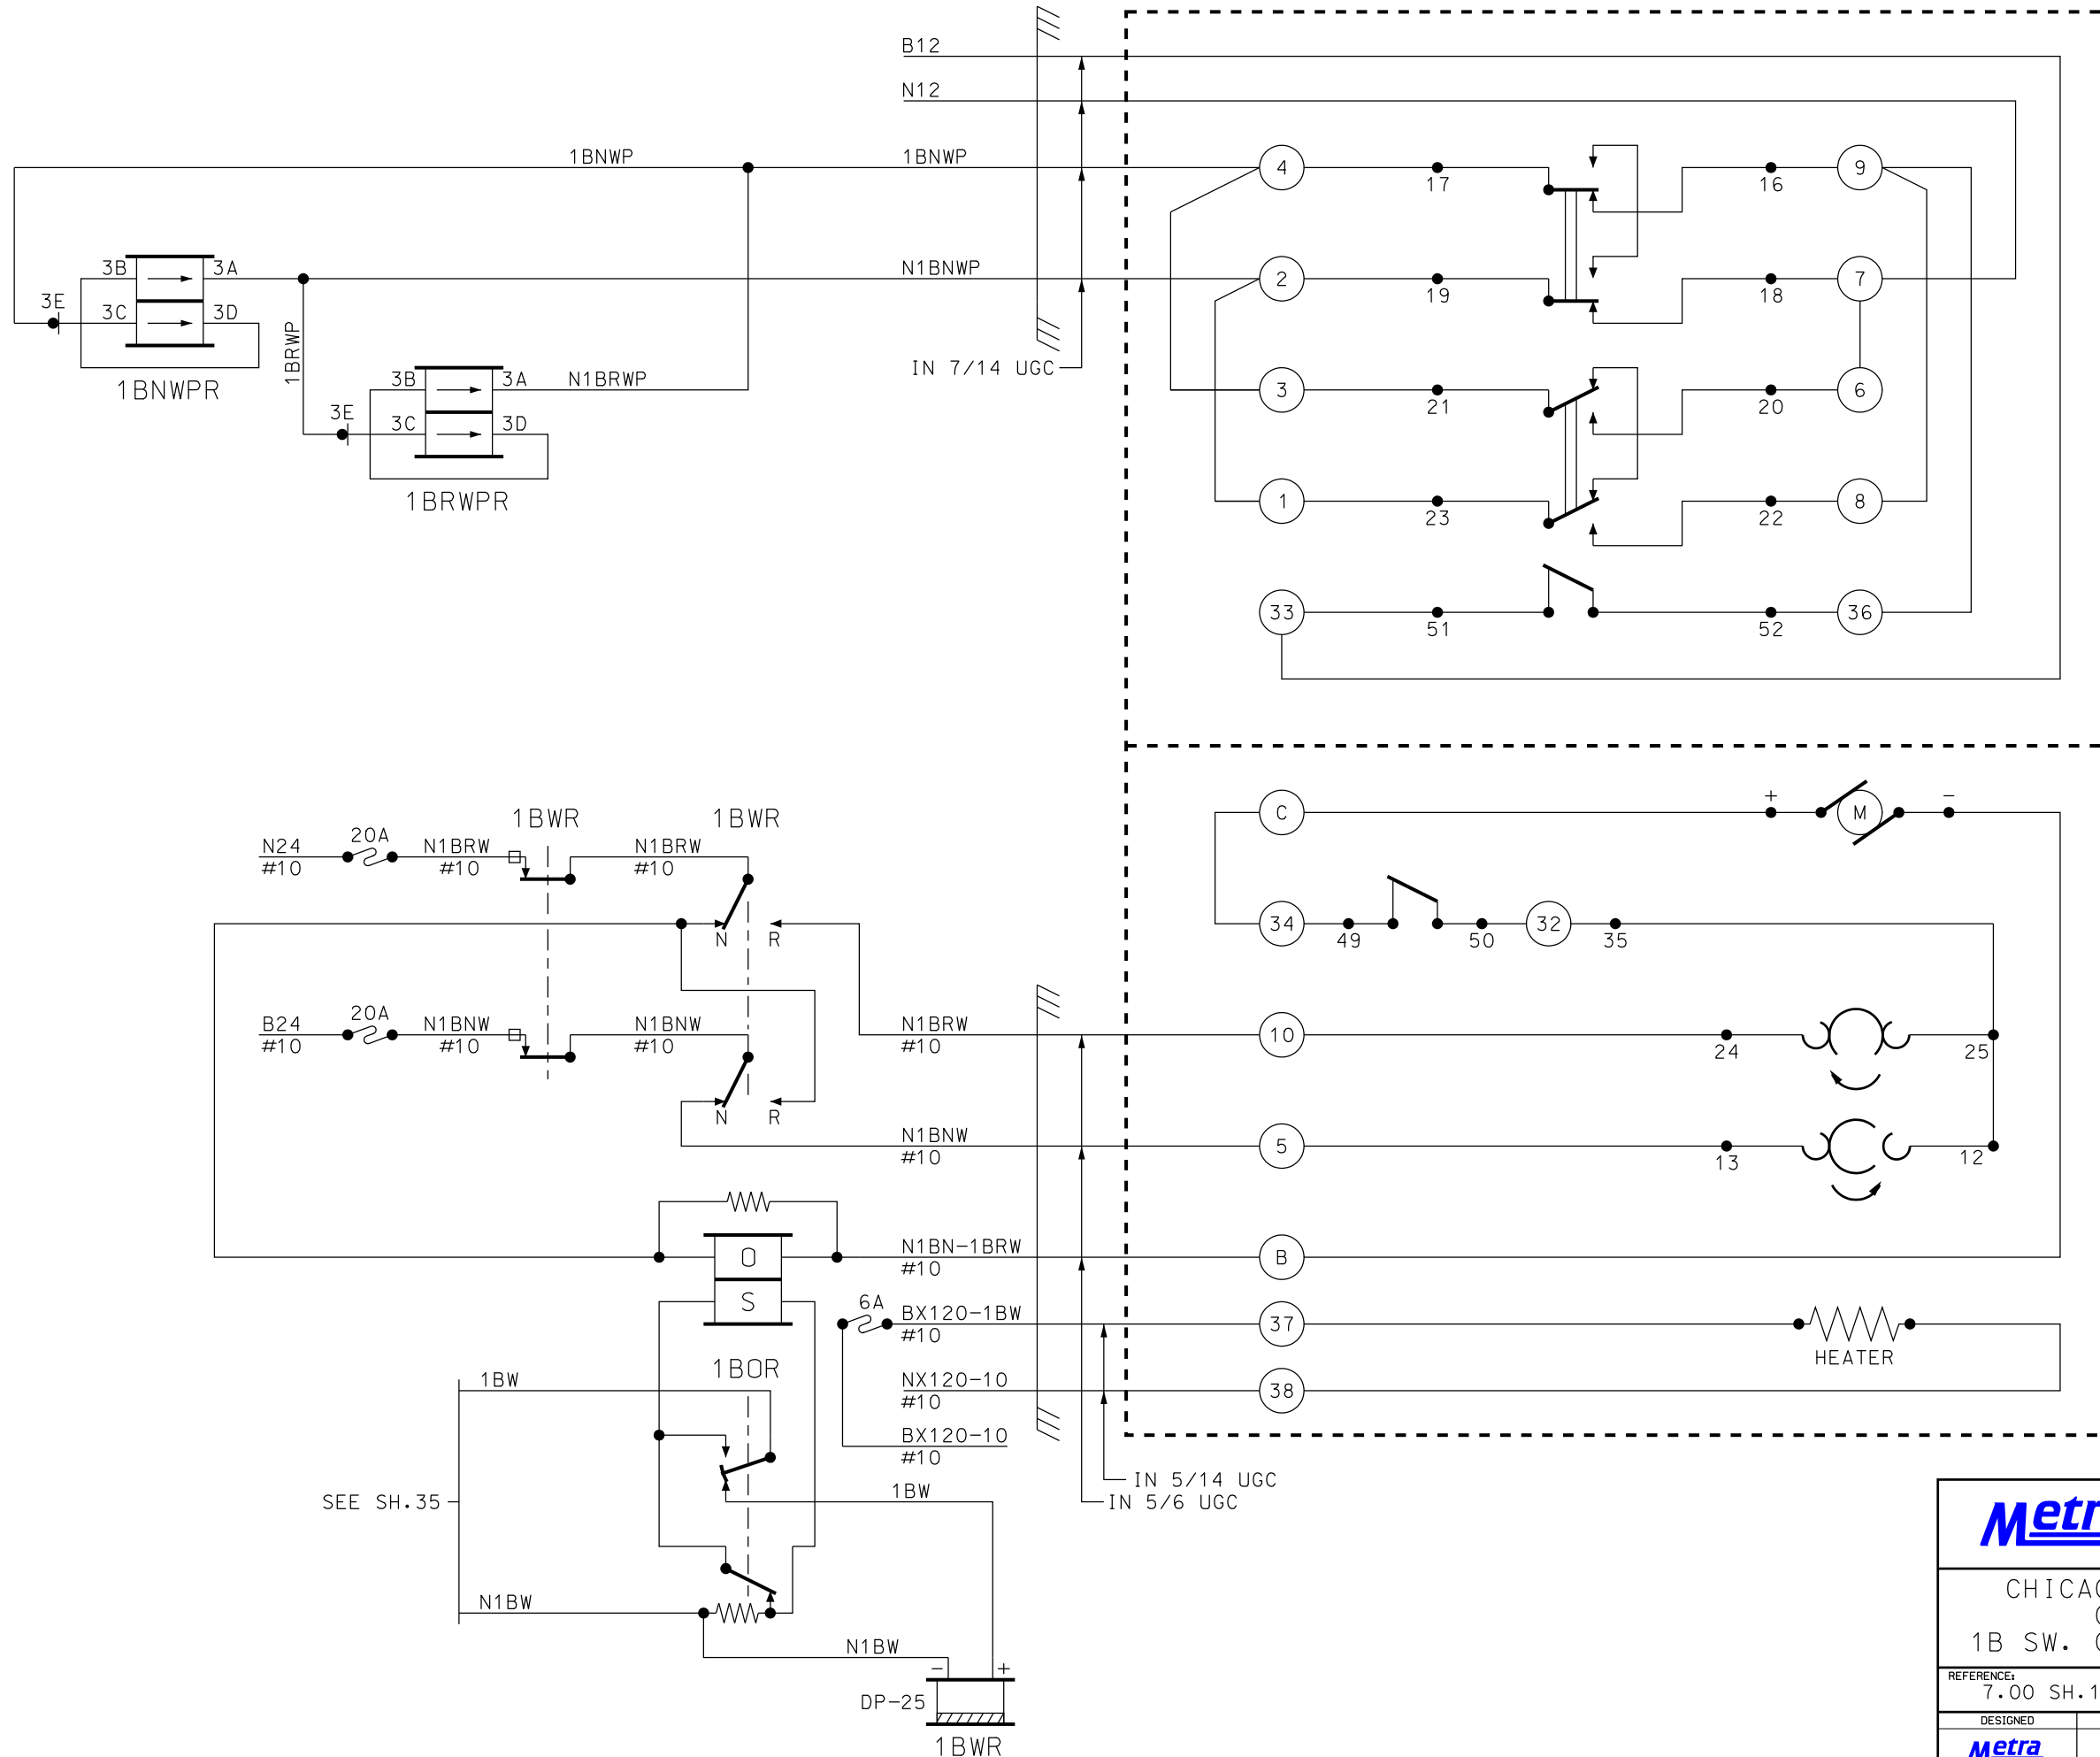 B12
N12
1BNWP 1BNWP 4 17 16 9
3B 3A N1BNWP 2 19 18 7
3E 3C 3D
1BNWPR
1BRWP
IN 7/14 UGC
3B 3A N1BRWP 3 21 20 6
3E 3C 3D
1BRWPR
1 23 22 8
33 51 52 36
1BWR 1BWR
C + M -
N24 #10 20A N1BRW #10 N1BRW #10
N R
34 49 50 32 35
B24 #10 20A N1BNW #10 N1BNW #10
N1BRW #10 10 24 25
N R
N1BNW #10 5 13 12
O N1BN-1BRW #10 B
S
6A BX120-1BW #10 37 HEATER
1BOR
1BW NX120-10 #10 38
BX120-10 #10
IN 5/14 UGC
IN 5/6 UGC
SEE SH.35
1BW
N1BW
N1BW
- +
DP-25
1BWR
Metra
CHICAG
1B SW.
REFERENCE:
7.00 SH.1
DESIGNED
Metra